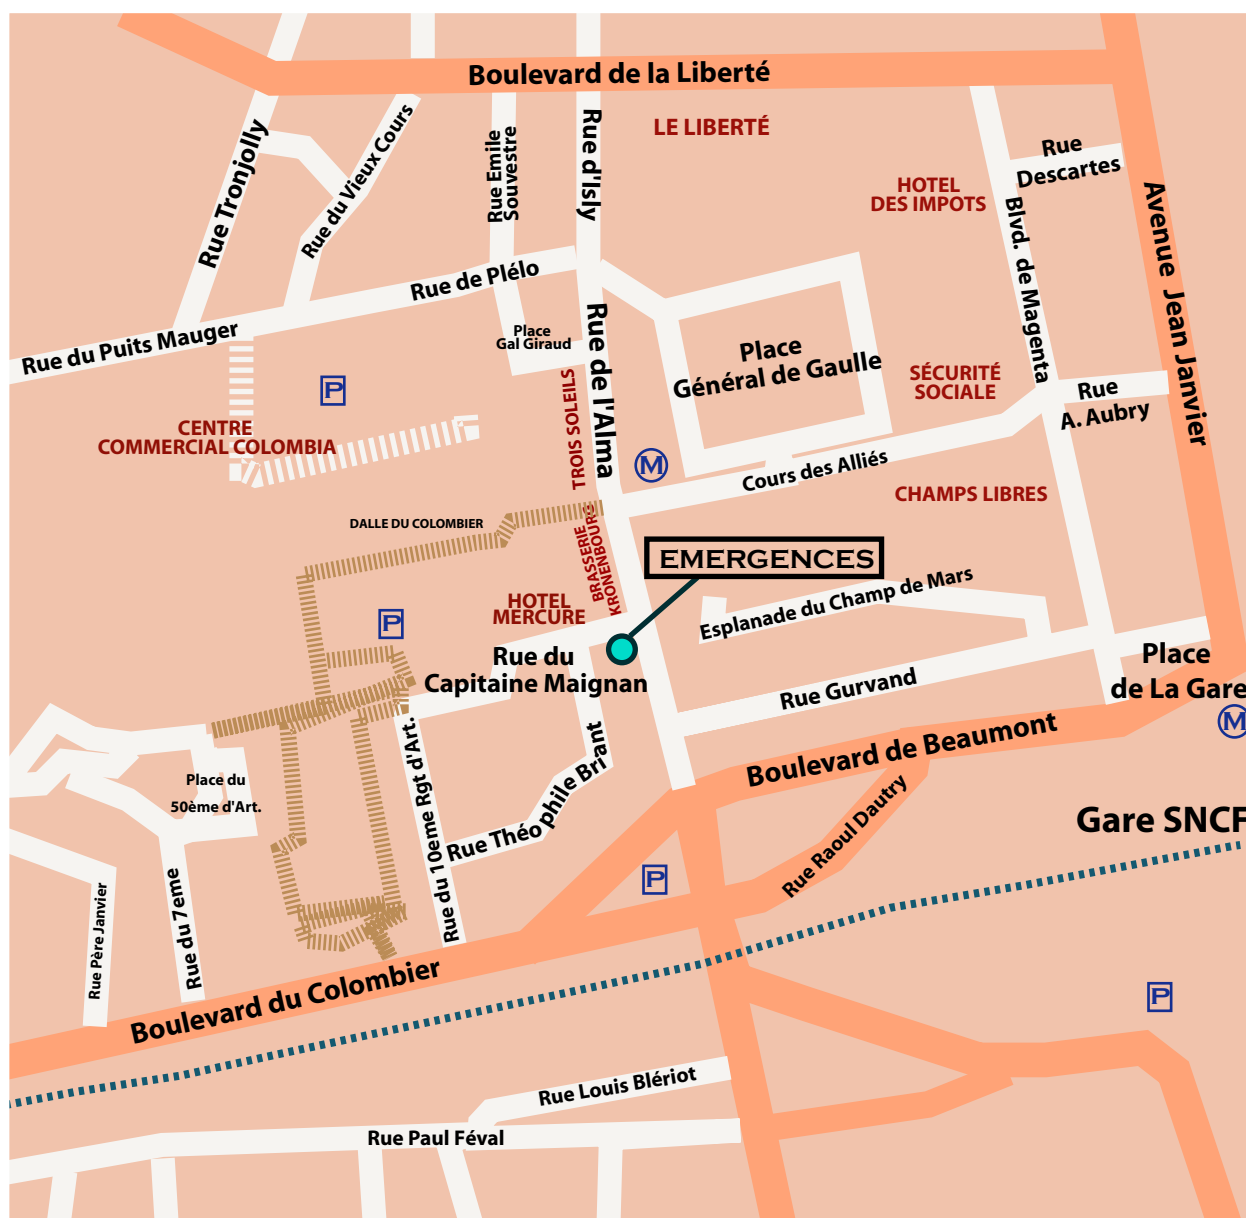 Boulevard de la Liberté
LE LIBERTÉ
Rue Tronjolly
Rue du Vieux Cours
Rue Emile
Souvestre
Rue d'Isly
Rue
Descartes
HOTEL
DES IMPOTS
Blvd. de Magenta
Avenue Jean Janvier
Rue de Plélo
Rue du Puits Mauger
Place
Gal Giraud
Rue de l'Alma
Place
Général de Gaulle
SÉCURITÉ
SOCIALE
Rue
A. Aubry
P
CENTRE
COMMERCIAL COLOMBIA
TROIS SOLEILS
M
Cours des Alliés
CHAMPS LIBRES
DALLE DU COLOMBIER
BRASSERIE
KRONENBOURG
EMERGENCES
HOTEL
MERCURE
P
Esplanade du Champ de Mars
Rue du
Capitaine Maignan
Rue Gurvand
Place
de La Gare
M
Boulevard de Beaumont
Place du
50ème d'Art.
Rue du 10eme Rgt d'Art.
Rue Théophile Briant
Rue Raoul Dautry
Gare SNCF
P
Rue Père Janvier
Rue du 7eme
Boulevard du Colombier
P
Rue Louis Blériot
Rue Paul Féval